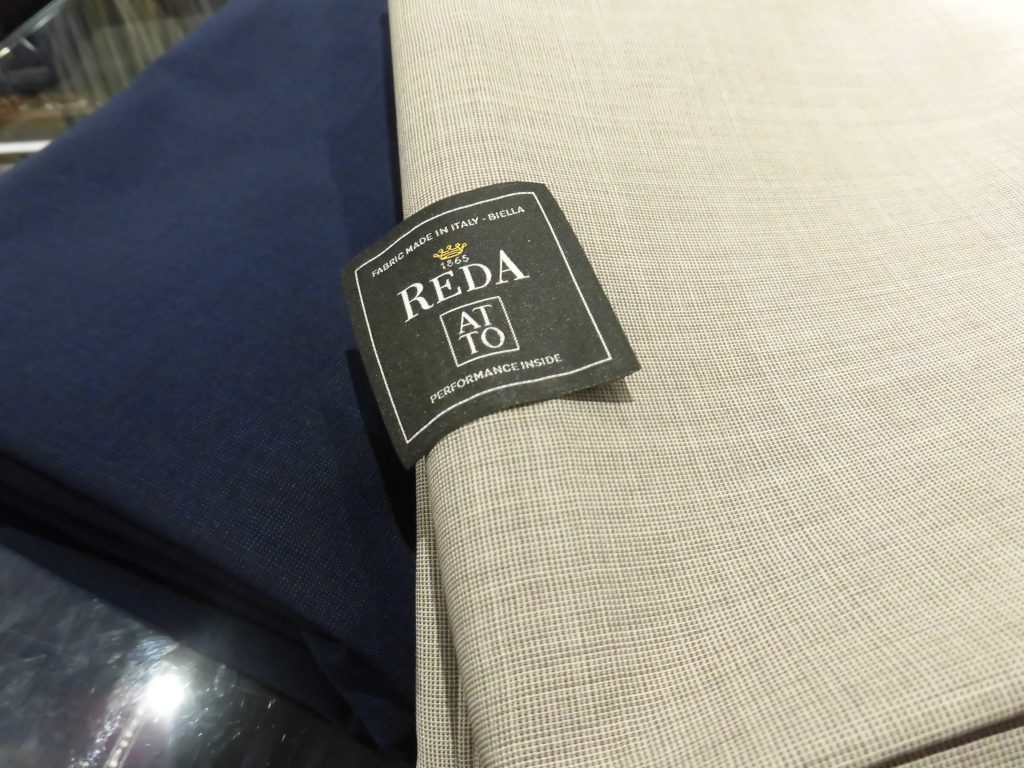 FABRIC MADE IN ITALY - BIELLA
1865
REDA
AT
TO
PERFORMANCE INSIDE